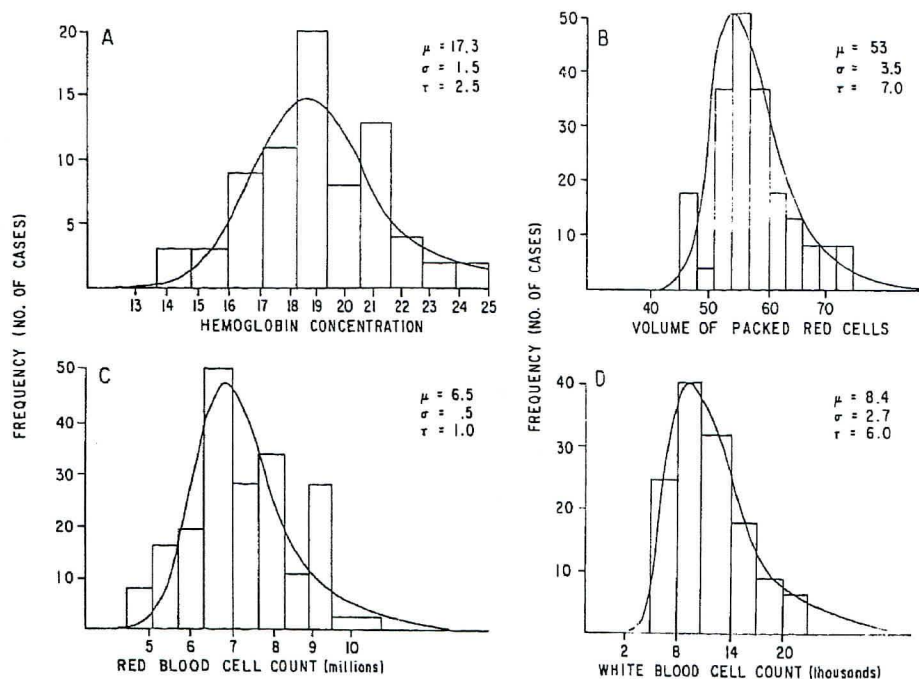 A
μ = 17.3
σ = 1.5
τ = 2.5
20
15
10
5
13 14 15 16 17 18 19 20 21 22 23 24 25
HEMOGLOBIN CONCENTRATION
B
μ = 53
σ = 3.5
τ = 7.0
50
40
30
20
10
40 50 60 70
VOLUME OF PACKED RED CELLS
FREQUENCY (NO. OF CASES)
C
μ = 6.5
σ = .5
τ = 1.0
50
40
30
20
10
5 6 7 8 9 10
RED BLOOD CELL COUNT (millions)
FREQUENCY (NO. OF CASES)
D
μ = 8.4
σ = 2.7
τ = 6.0
40
30
20
10
2 8 14 20
WHITE BLOOD CELL COUNT (thousands)